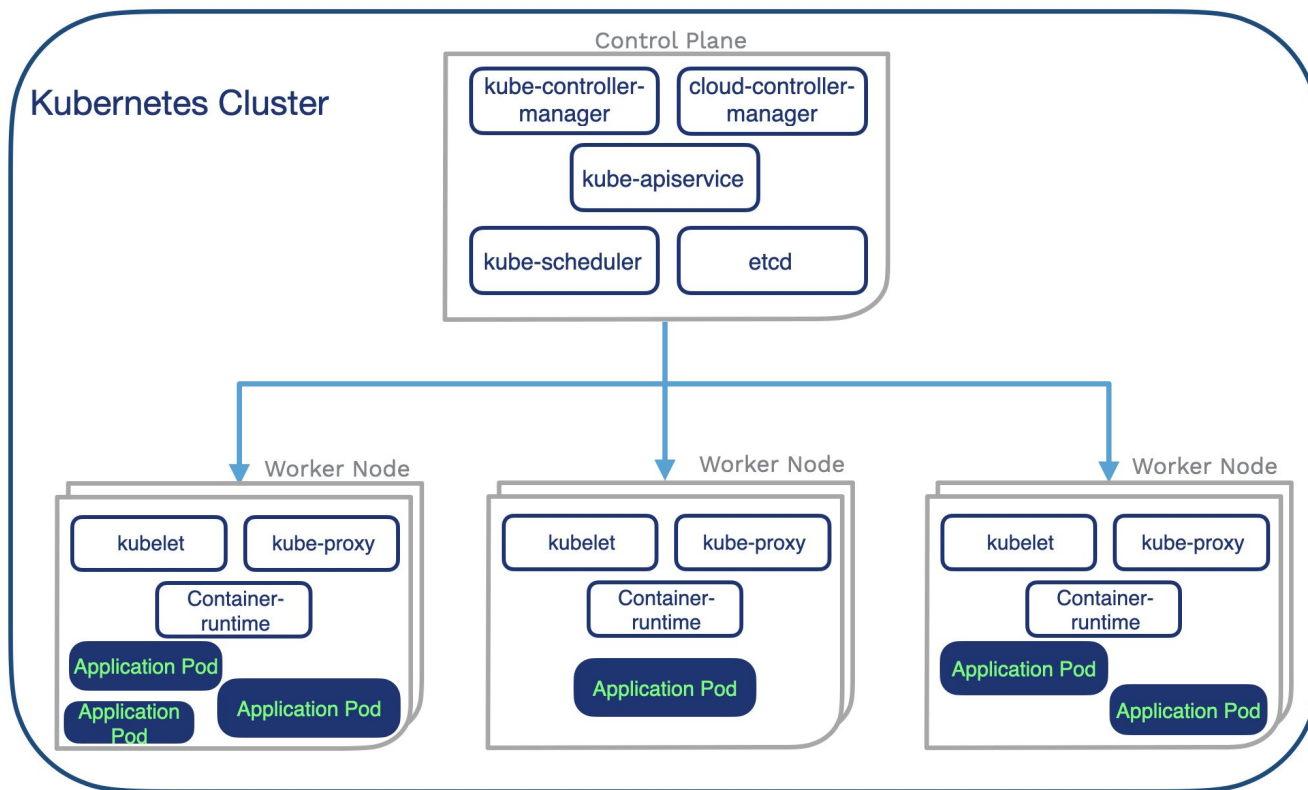 Control Plane
Kubernetes Cluster
kube-controller-
manager
cloud-controller-
manager
kube-apiservice
kube-scheduler
etcd
Worker Node
kubelet
kube-proxy
Container-
runtime
Application Pod
Application
Pod
Application Pod
Worker Node
kubelet
kube-proxy
Container-
runtime
Application Pod
Worker Node
kubelet
kube-proxy
Container-
runtime
Application Pod
Application Pod